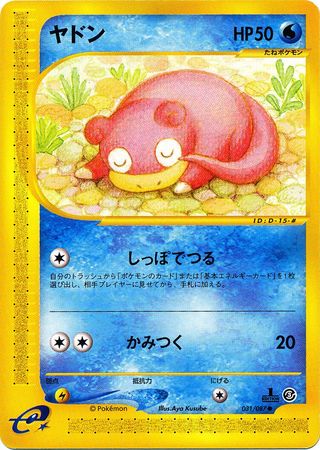 ヤドン
HP50
たねポケモン
ID:D-15-#
しっぽでつる
自分のトラッシュから「ポケモンのカード」または「基本エネルギーカード」を1枚
選び出し、相手プレイヤーに見せてから、手札に加える。
かみつく 20
弱点 抵抗力 にげる
© Pokémon Illus.Aya Kusube
1
EDITION
031/087●
e